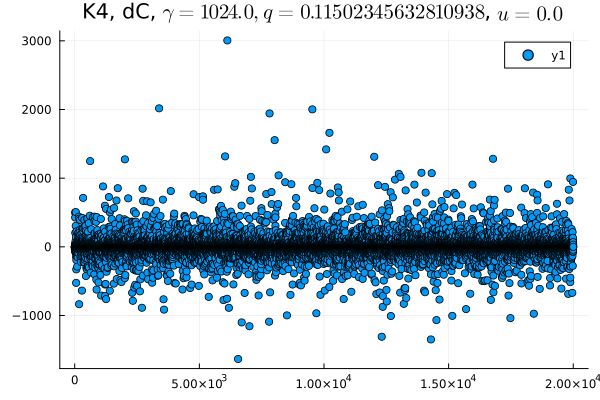 K4, dC, γ = 1024.0, q = 0.11502345632810938, u = 0.0
y1
3000
2000
1000
0
−1000
0 5.00×10³ 1.00×10⁴ 1.50×10⁴ 2.00×10⁴